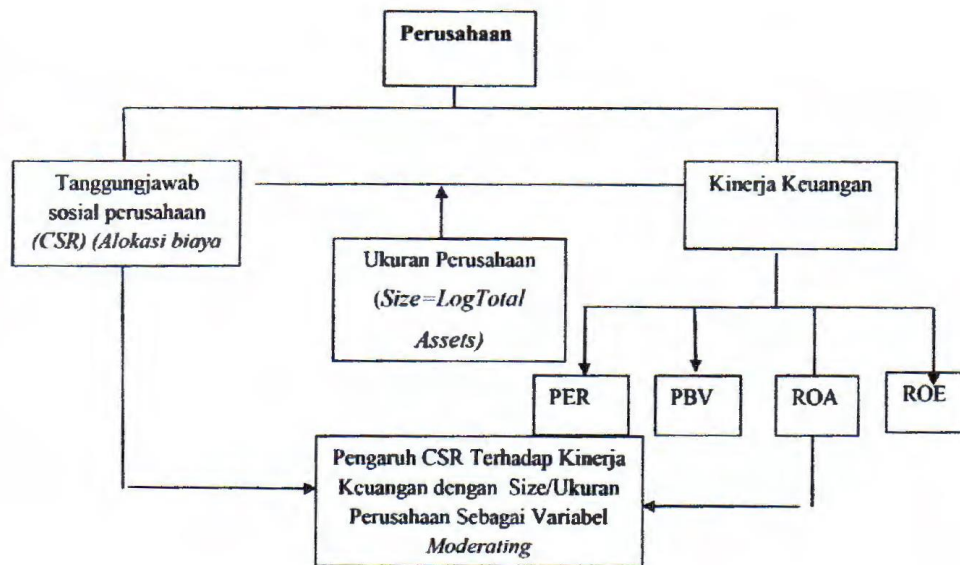 Perusahaan
Tanggungjawab
sosial perusahaan
(CSR) (Alokasi biaya
Kinerja Keuangan
Ukuran Perusahaan
(Size=LogTotal
Assets)
PER
PBV
ROA
ROE
Pengaruh CSR Terhadap Kinerja
Keuangan dengan Size/Ukuran
Perusahaan Sebagai Variabel
Moderating